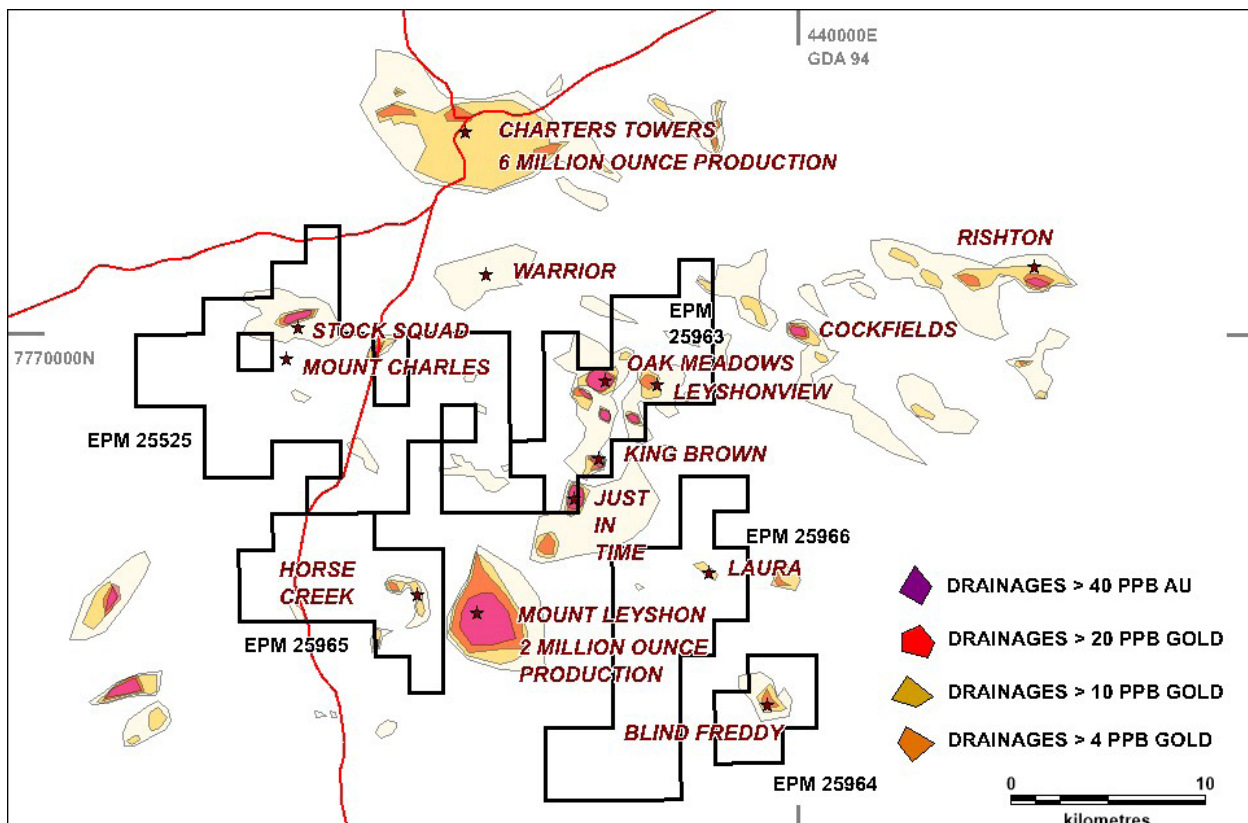 440000E
GDA 94
CHARTERS TOWERS
6 MILLION OUNCE PRODUCTION
RISHTON
WARRIOR
EPM
25963
STOCK SQUAD
COCKFIELDS
7770000N
MOUNT CHARLES
OAK MEADOWS
LEYSHONVIEW
EPM 25525
KING BROWN
JUST
IN
TIME
EPM 25966
HORSE
CREEK
LAURA
DRAINAGES > 40 PPB AU
MOUNT LEYSHON
EPM 25965
2 MILLION OUNCE
PRODUCTION
DRAINAGES > 20 PPB GOLD
DRAINAGES > 10 PPB GOLD
BLIND FREDDY
DRAINAGES > 4 PPB GOLD
EPM 25964
0 10
kilometres